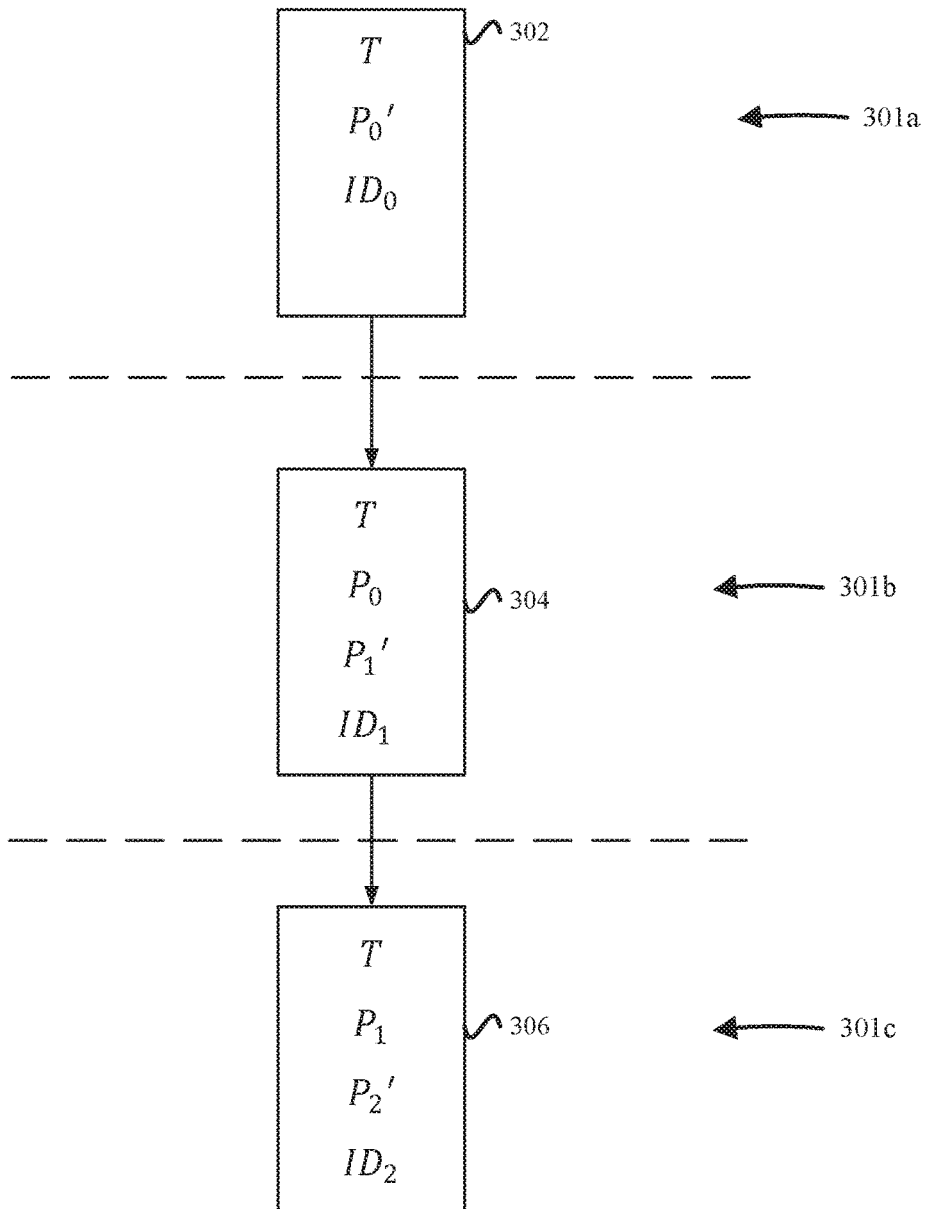 T
302
P₀′
301a
ID₀
T
P₀
304
301b
P₁′
ID₁
T
P₁
306
301c
P₂′
ID₂